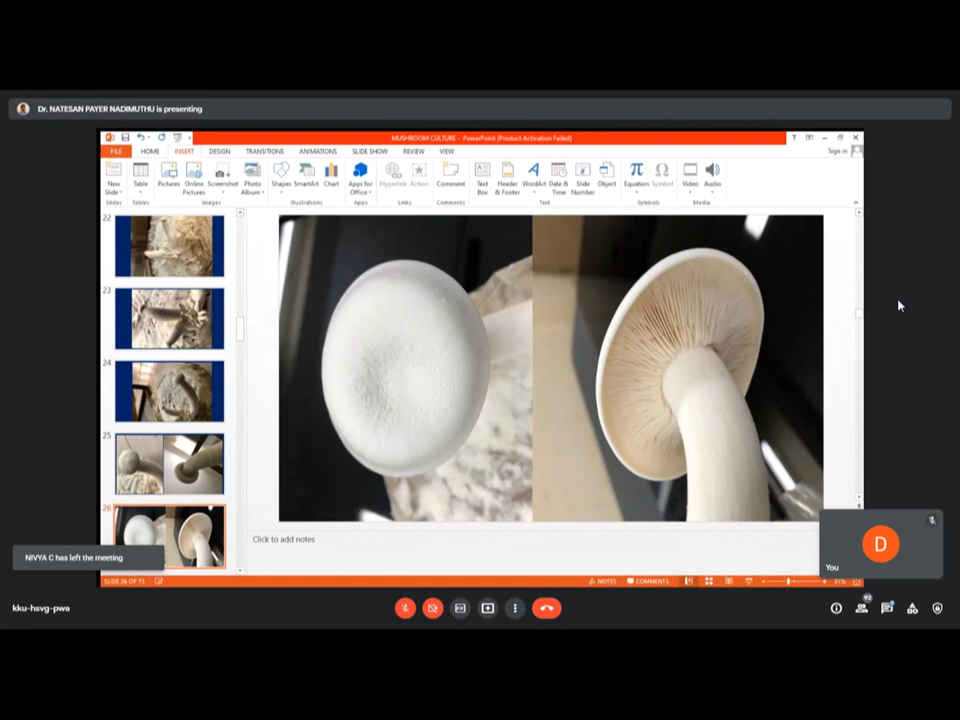 Dr. NATESAN PAYER NADIMUTHU is presenting
MUSHROOM CULTURE - PowerPoint (Product Activation Failed)
FILE HOME INSERT DESIGN TRANSITIONS ANIMATIONS SLIDE SHOW REVIEW VIEW Sign in
New Slide Table Pictures Online Pictures Screenshot Photo Album Shapes SmartArt Chart Apps for Office Hyperlink Action Comment Text Box Header & Footer WordArt Date & Time Slide Number Object Equation Symbol Video Audio
Slides Tables Images Illustrations Apps Links Comments Text Symbols Media
22
23
24
25
26
Click to add notes
NIVYA C has left the meeting
D
You
SLIDE 26 OF 73 NOTES COMMENTS 81%
kku-hsvg-pwa
92